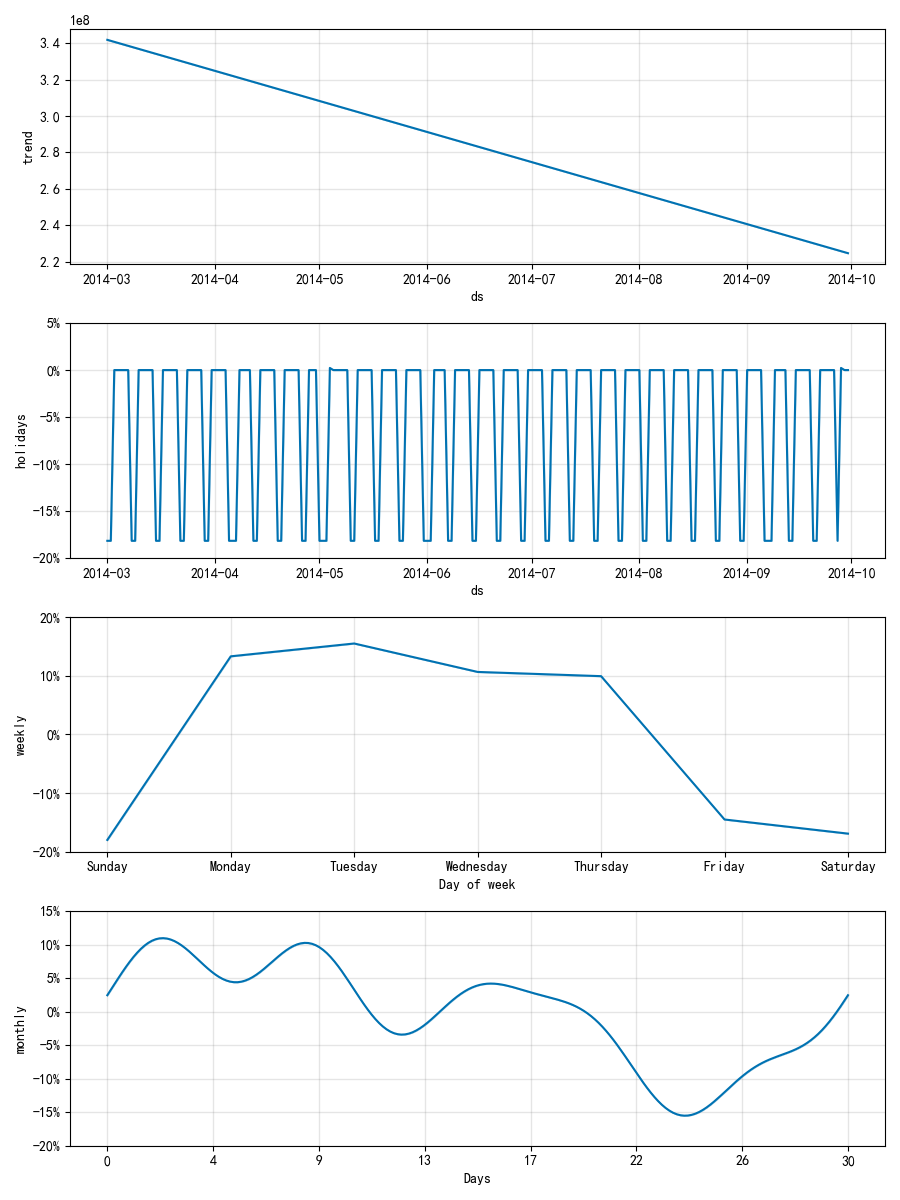 1e8
3.4
3.2
3.0
2.8
2.6
2.4
2.2
trend
2014-03 2014-04 2014-05 2014-06 2014-07 2014-08 2014-09 2014-10
ds
5%
0%
−5%
−10%
−15%
−20%
holidays
2014-03 2014-04 2014-05 2014-06 2014-07 2014-08 2014-09 2014-10
ds
20%
10%
0%
−10%
−20%
weekly
Sunday Monday Tuesday Wednesday Thursday Friday Saturday
Day of week
15%
10%
5%
0%
−5%
−10%
−15%
−20%
monthly
0 4 9 13 17 22 26 30
Days